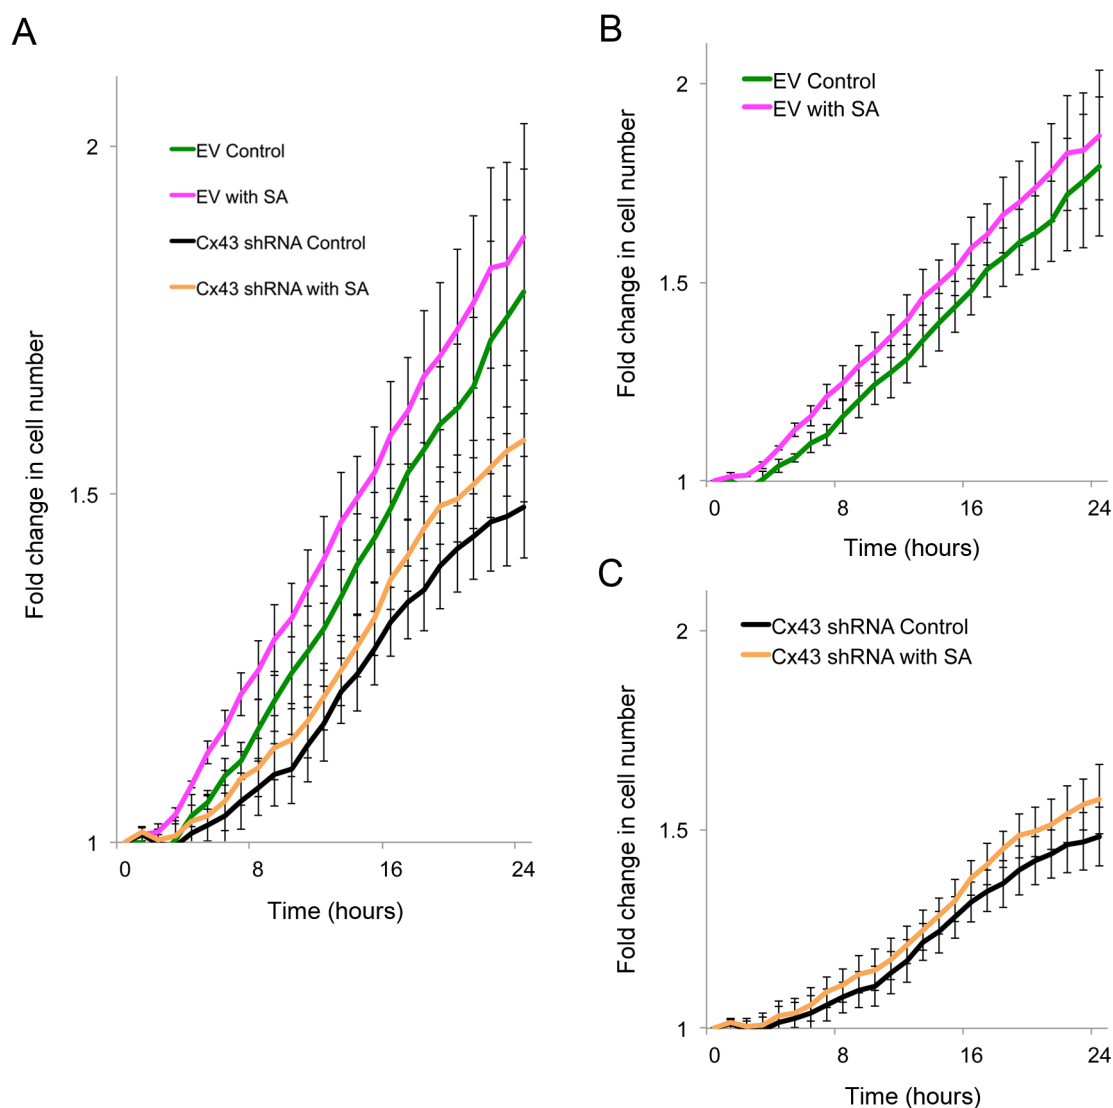 A
2
1.5
1
EV Control
EV with SA
Cx43 shRNA Control
Cx43 shRNA with SA
Fold change in cell number
0 8 16 24
Time (hours)
B
2
1.5
1
EV Control
EV with SA
Fold change in cell number
0 8 16 24
Time (hours)
C
2
1.5
1
Cx43 shRNA Control
Cx43 shRNA with SA
Fold change in cell number
0 8 16 24
Time (hours)